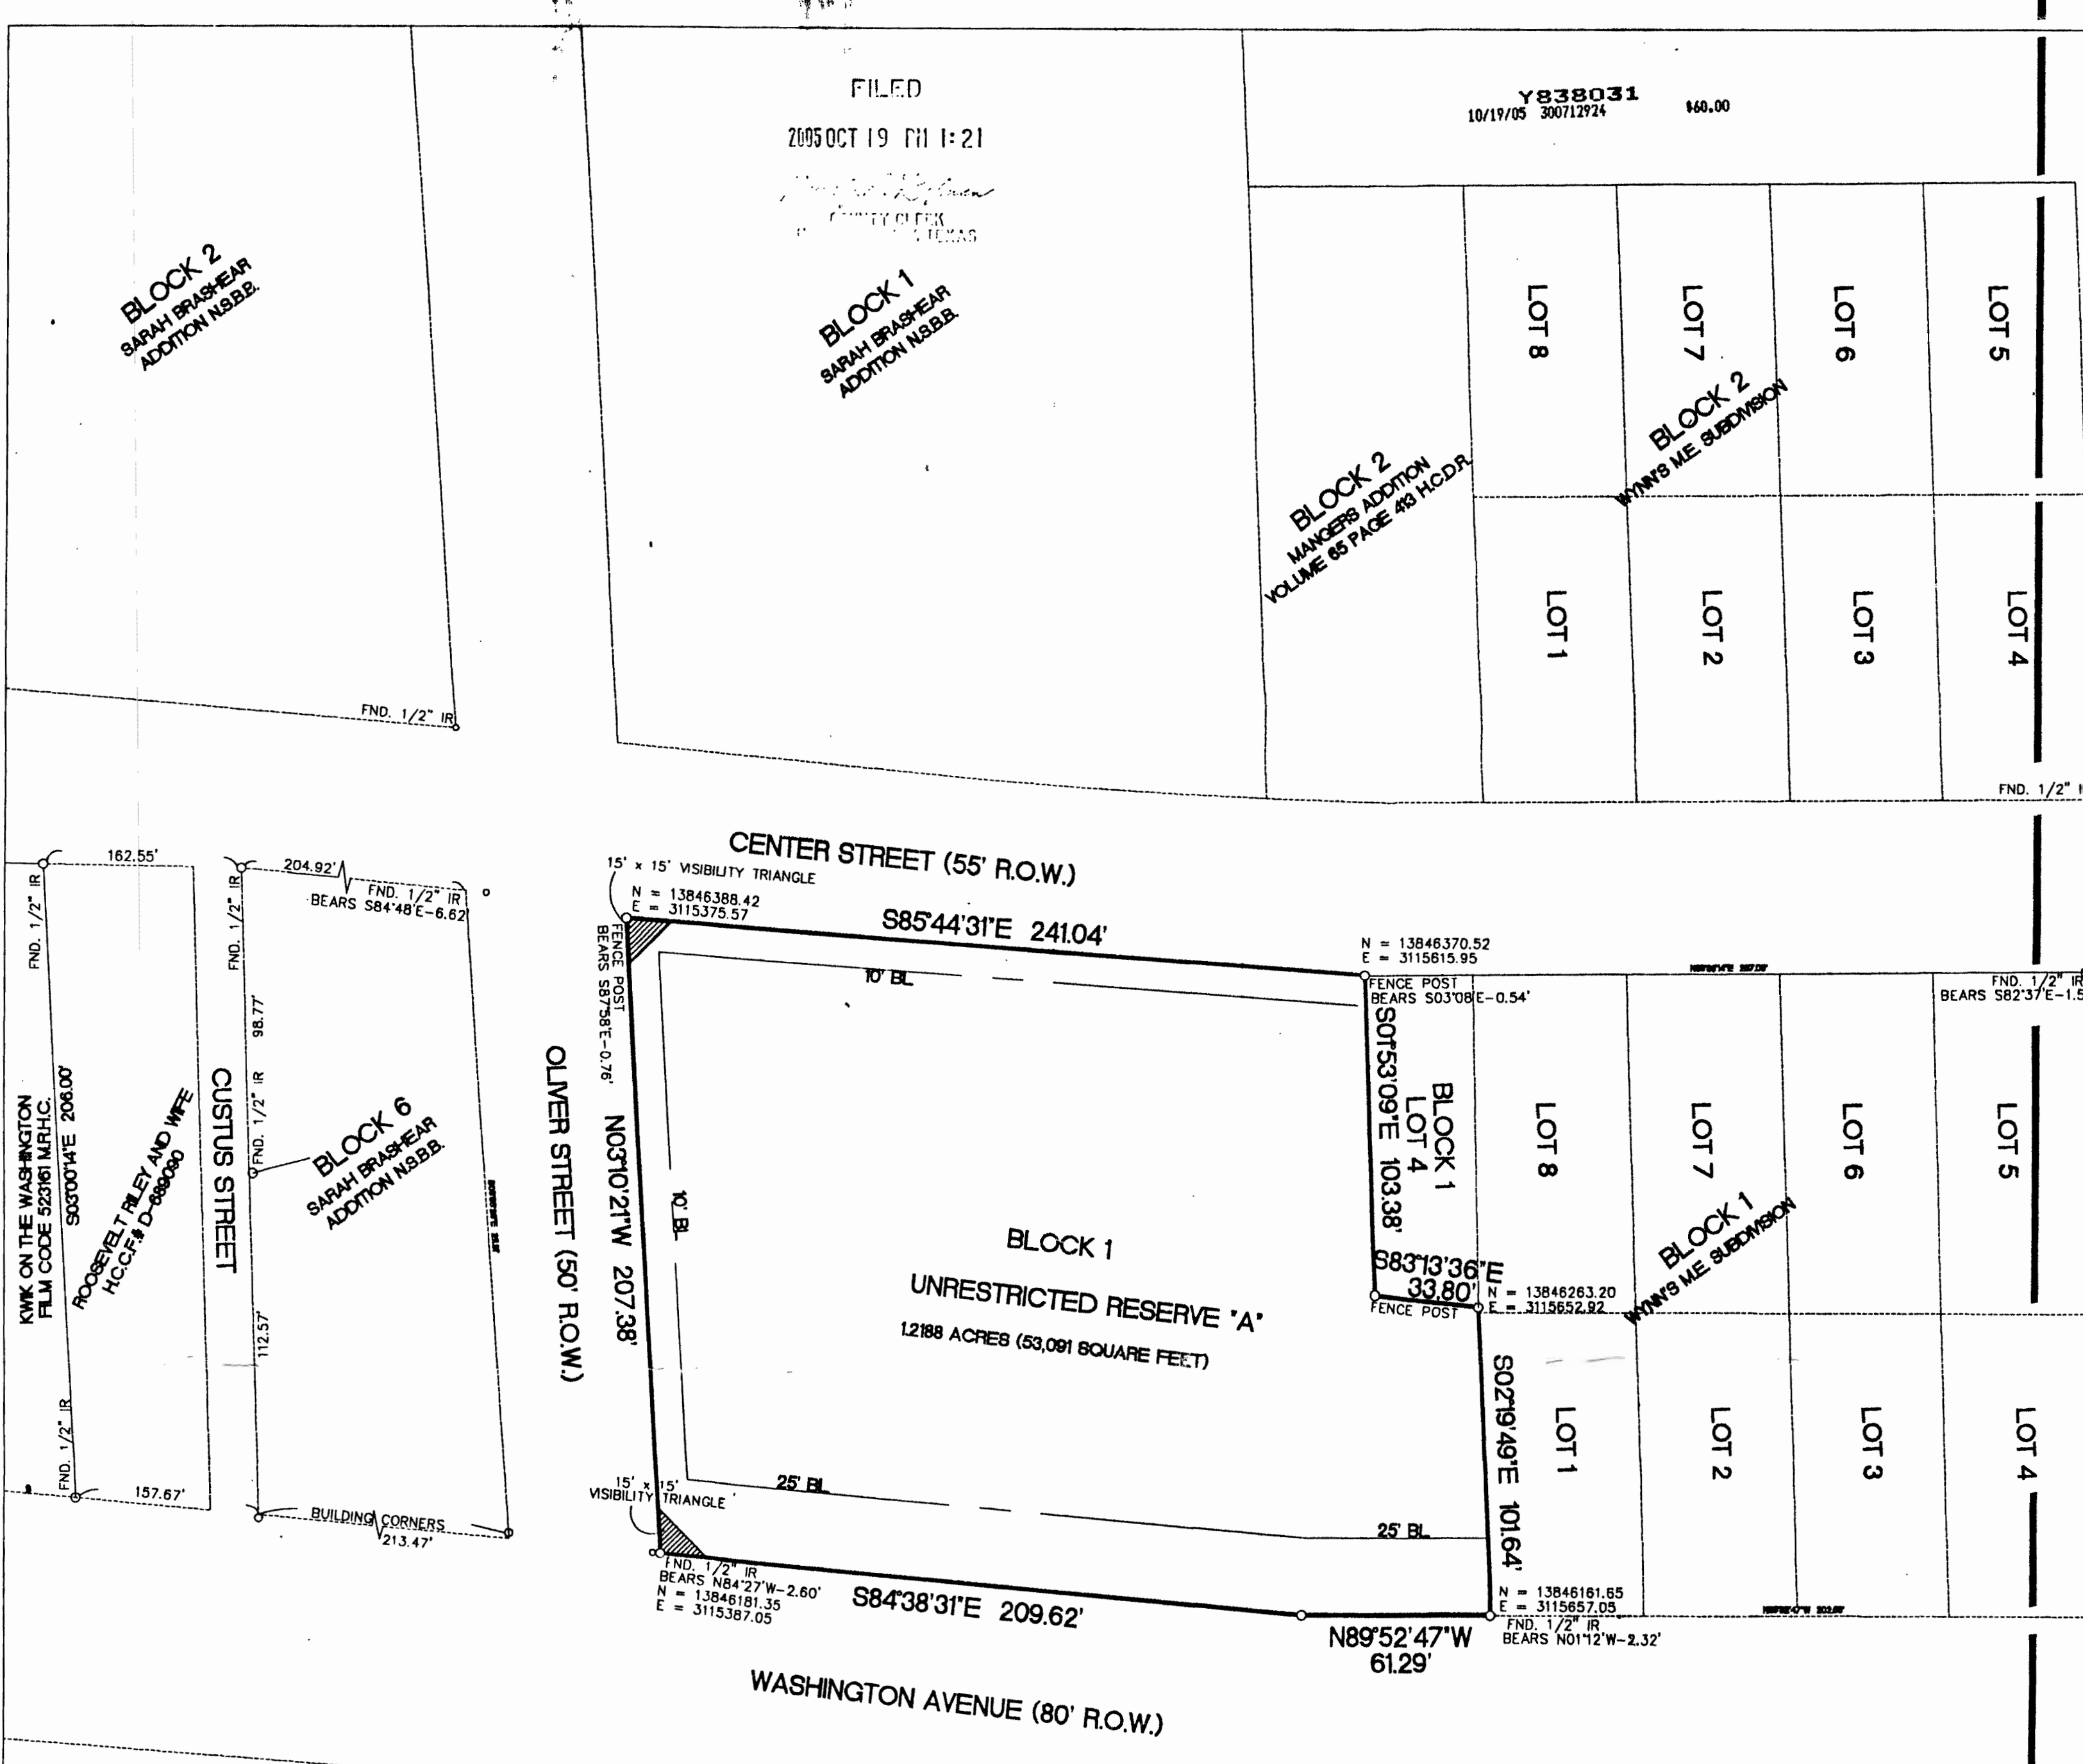 FILED
2005 OCT 19 PM 1:21
COUNTY CLERK
TEXAS
Y838031
10/19/05 300712924 $60.00
BLOCK 2
SARAH BRASHEAR
ADDITION N.S.B.B.
BLOCK 1
SARAH BRASHEAR
ADDITION N.S.B.B.
BLOCK 2
MANGERS ADDITION
VOLUME 65 PAGE 413 H.C.D.R.
LOT 8
LOT 7
LOT 6
LOT 5
BLOCK 2
WYNN'S M.E. SUBDIVISION
LOT 1
LOT 2
LOT 3
LOT 4
FND. 1/2" IR
FND. 1/2"
CENTER STREET (55' R.O.W.)
162.55'
FND. 1/2" IR
KWIK ON THE WASHINGTON
FILM CODE 523161 M.R.H.C.
S03°00'14"E 206.00'
ROOSEVELT RILEY AND WIFE
H.C.C.F.# D-689090
FND. 1/2" IR
157.67'
CUSTUS STREET
204.92'
FND. 1/2" IR
BEARS S84°48'E-6.62'
FND. 1/2" IR
98.77'
FND. 1/2" IR
112.57'
BLOCK 6
SARAH BRASHEAR
ADDITION N.S.B.B.
BUILDING CORNERS
213.47'
OLIVER STREET (50' R.O.W.)
15' x 15' VISIBILITY TRIANGLE
N = 13846388.42
E = 3115375.57
FENCE POST
BEARS S87°58'E-0.76'
N03°10'21"W 207.38'
S85°44'31"E 241.04'
10' BL
10' BL
N = 13846370.52
E = 3115615.95
FENCE POST
BEARS S03°08'E-0.54'
S01°53'09"E 103.38'
BLOCK 1
LOT 4
S83°13'36"E
33.80'
FENCE POST
N = 13846263.20
E = 3115652.92
S02°19'49"E 101.64'
BLOCK 1
UNRESTRICTED RESERVE "A"
1.2188 ACRES (53,091 SQUARE FEET)
FND. 1/2" IR
BEARS S82°37'E-1.5
LOT 8
LOT 7
LOT 6
LOT 5
BLOCK 1
WYNN'S M.E. SUBDIVISION
LOT 1
LOT 2
LOT 3
LOT 4
15' x 15'
VISIBILITY TRIANGLE
25' BL
25' BL
FND. 1/2" IR
BEARS N84°27'W-2.60'
N = 13846181.35
E = 3115387.05
S84°38'31"E 209.62'
N89°52'47"W
61.29'
N = 13846161.65
E = 3115657.05
FND. 1/2" IR
BEARS N01°12'W-2.32'
WASHINGTON AVENUE (80' R.O.W.)